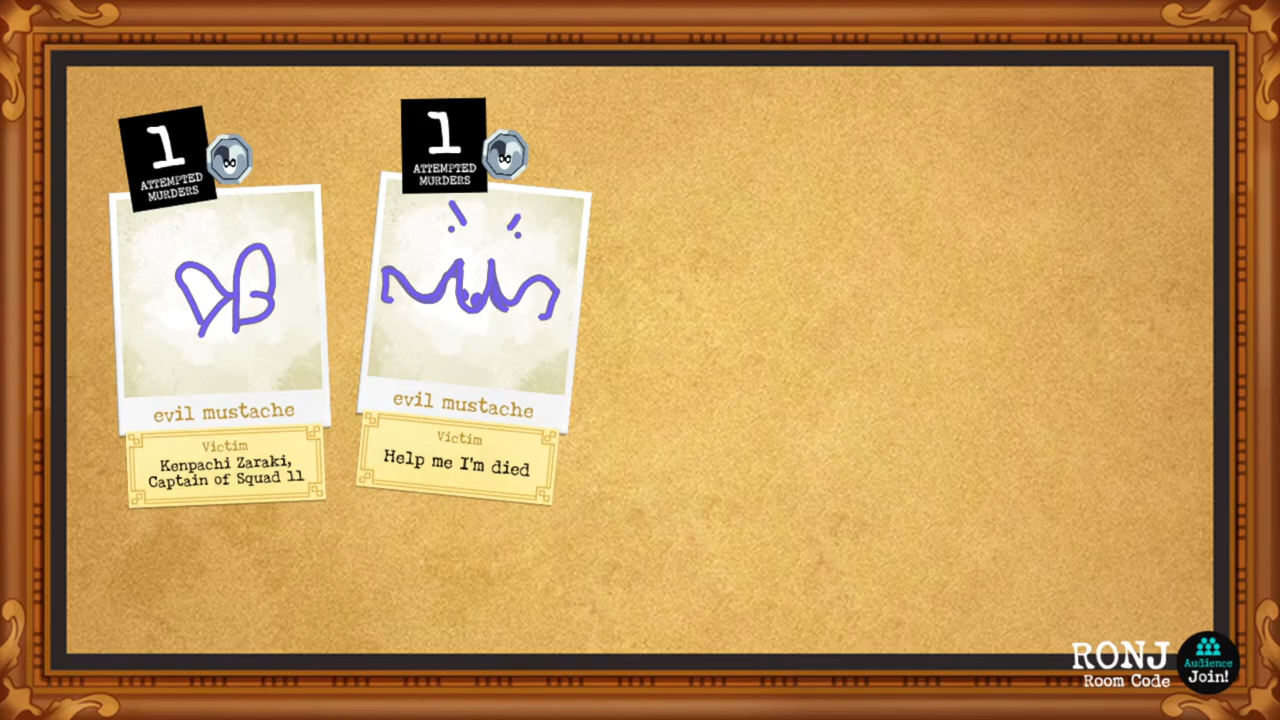 1
ATTEMPTED
MURDERS
evil mustache
Victim
Kenpachi Zaraki,
Captain of Squad 11
1
ATTEMPTED
MURDERS
evil mustache
Victim
Help me I'm died
RONJ
Room Code
Audience
Join!